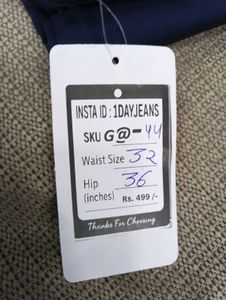 INSTA ID : 1DAYJEANS
SKU G@-44
Waist Size 32
Hip 36
(inches) Rs. 499/-
Thanks For Choosing